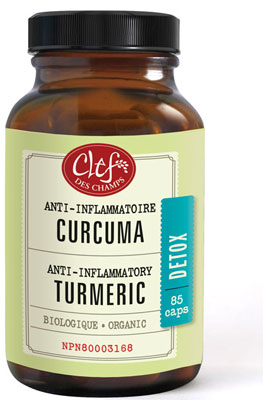 Clef
DES CHAMPS
ANTI-INFLAMMATOIRE
CURCUMA
ANTI-INFLAMMATORY
TURMERIC
BIOLOGIQUE • ORGANIC
NPN80003168
DETOX
85
caps